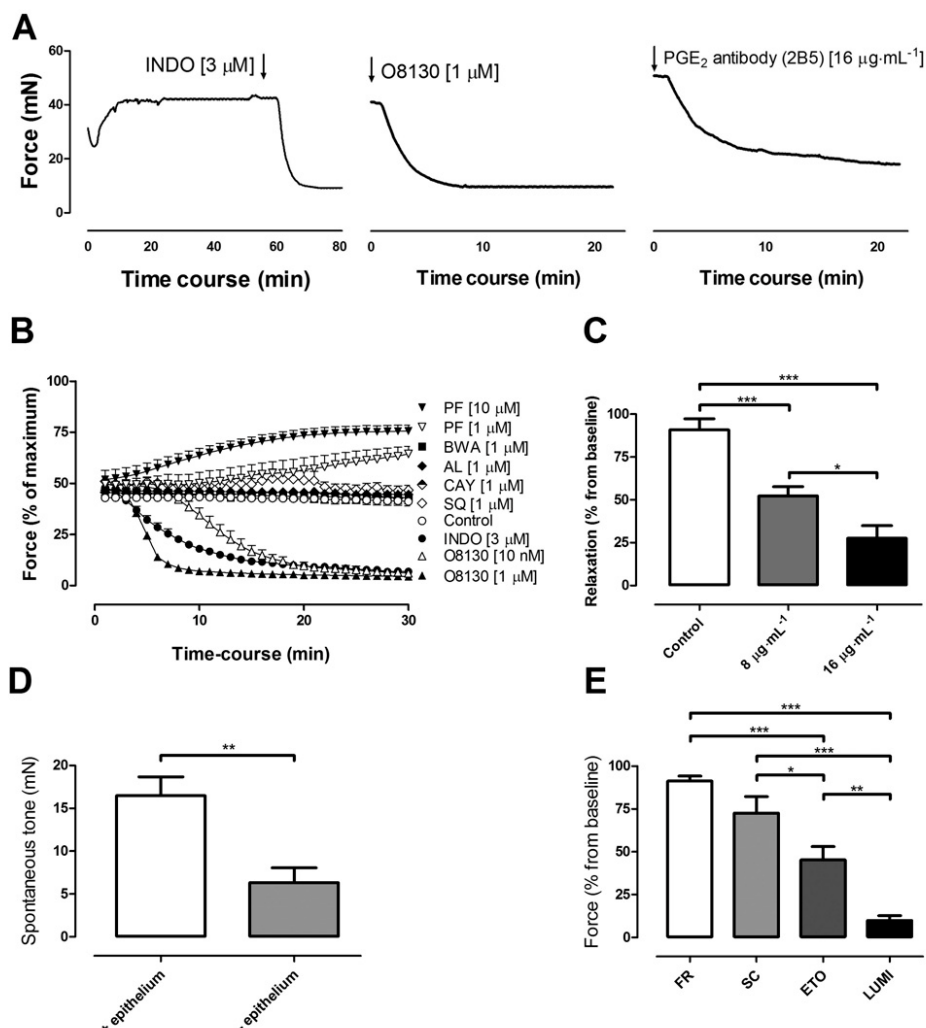 A
INDO [3 μM]
O8130 [1 μM]
PGE2 antibody (2B5) [16 μg·mL-1]
Force (mN)
60
40
20
0
0 20 40 60 80
0 10 20
0 10 20
Time course (min)
Time course (min)
Time course (min)
B
Force (% of maximum)
100
75
50
25
0
0 10 20 30
Time-course (min)
PF [10 μM]
PF [1 μM]
BWA [1 μM]
AL [1 μM]
CAY [1 μM]
SQ [1 μM]
Control
INDO [3 μM]
O8130 [10 nM]
O8130 [1 μM]
C
Relaxation (% from baseline)
100
75
50
25
0
***
***
*
Control
8 μg·mL-1
16 μg·mL-1
D
Spontaneous tone (mN)
20
15
10
5
0
**
+ epithelium
- epithelium
E
Force (% from baseline)
100
75
50
25
0
***
***
***
*
**
FR
SC
ETO
LUMI